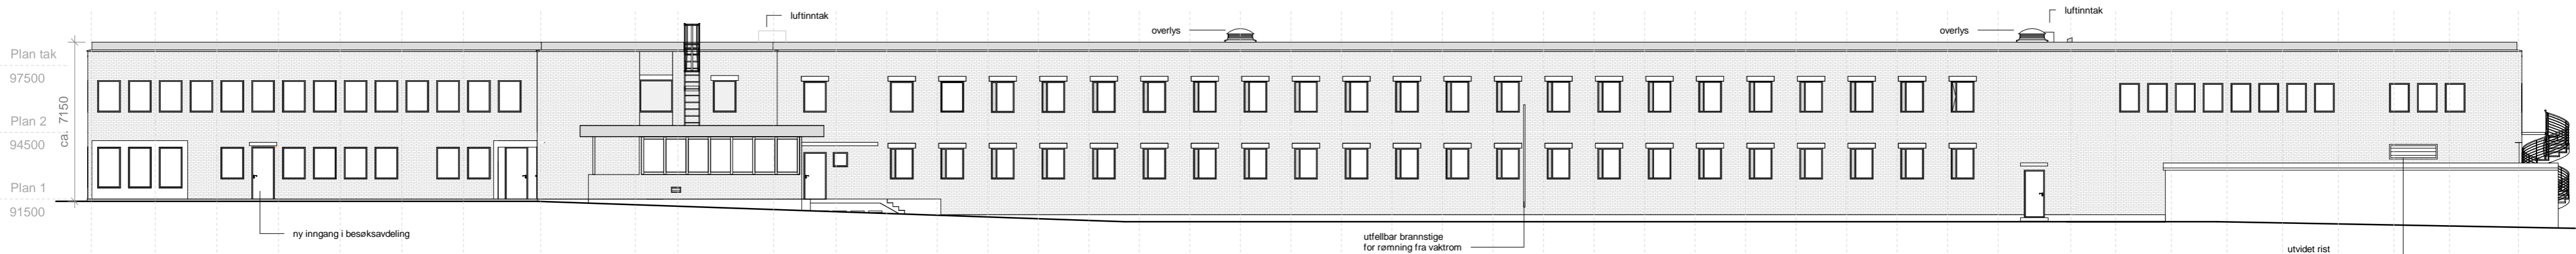 luftinntak
overlys
overlys
luftinntak
Plan tak
97500
ca. 7150
Plan 2
94500
Plan 1
91500
ny inngang i besøksavdeling
utfellbar brannstige
for rømning fra vaktrom
utvidet rist